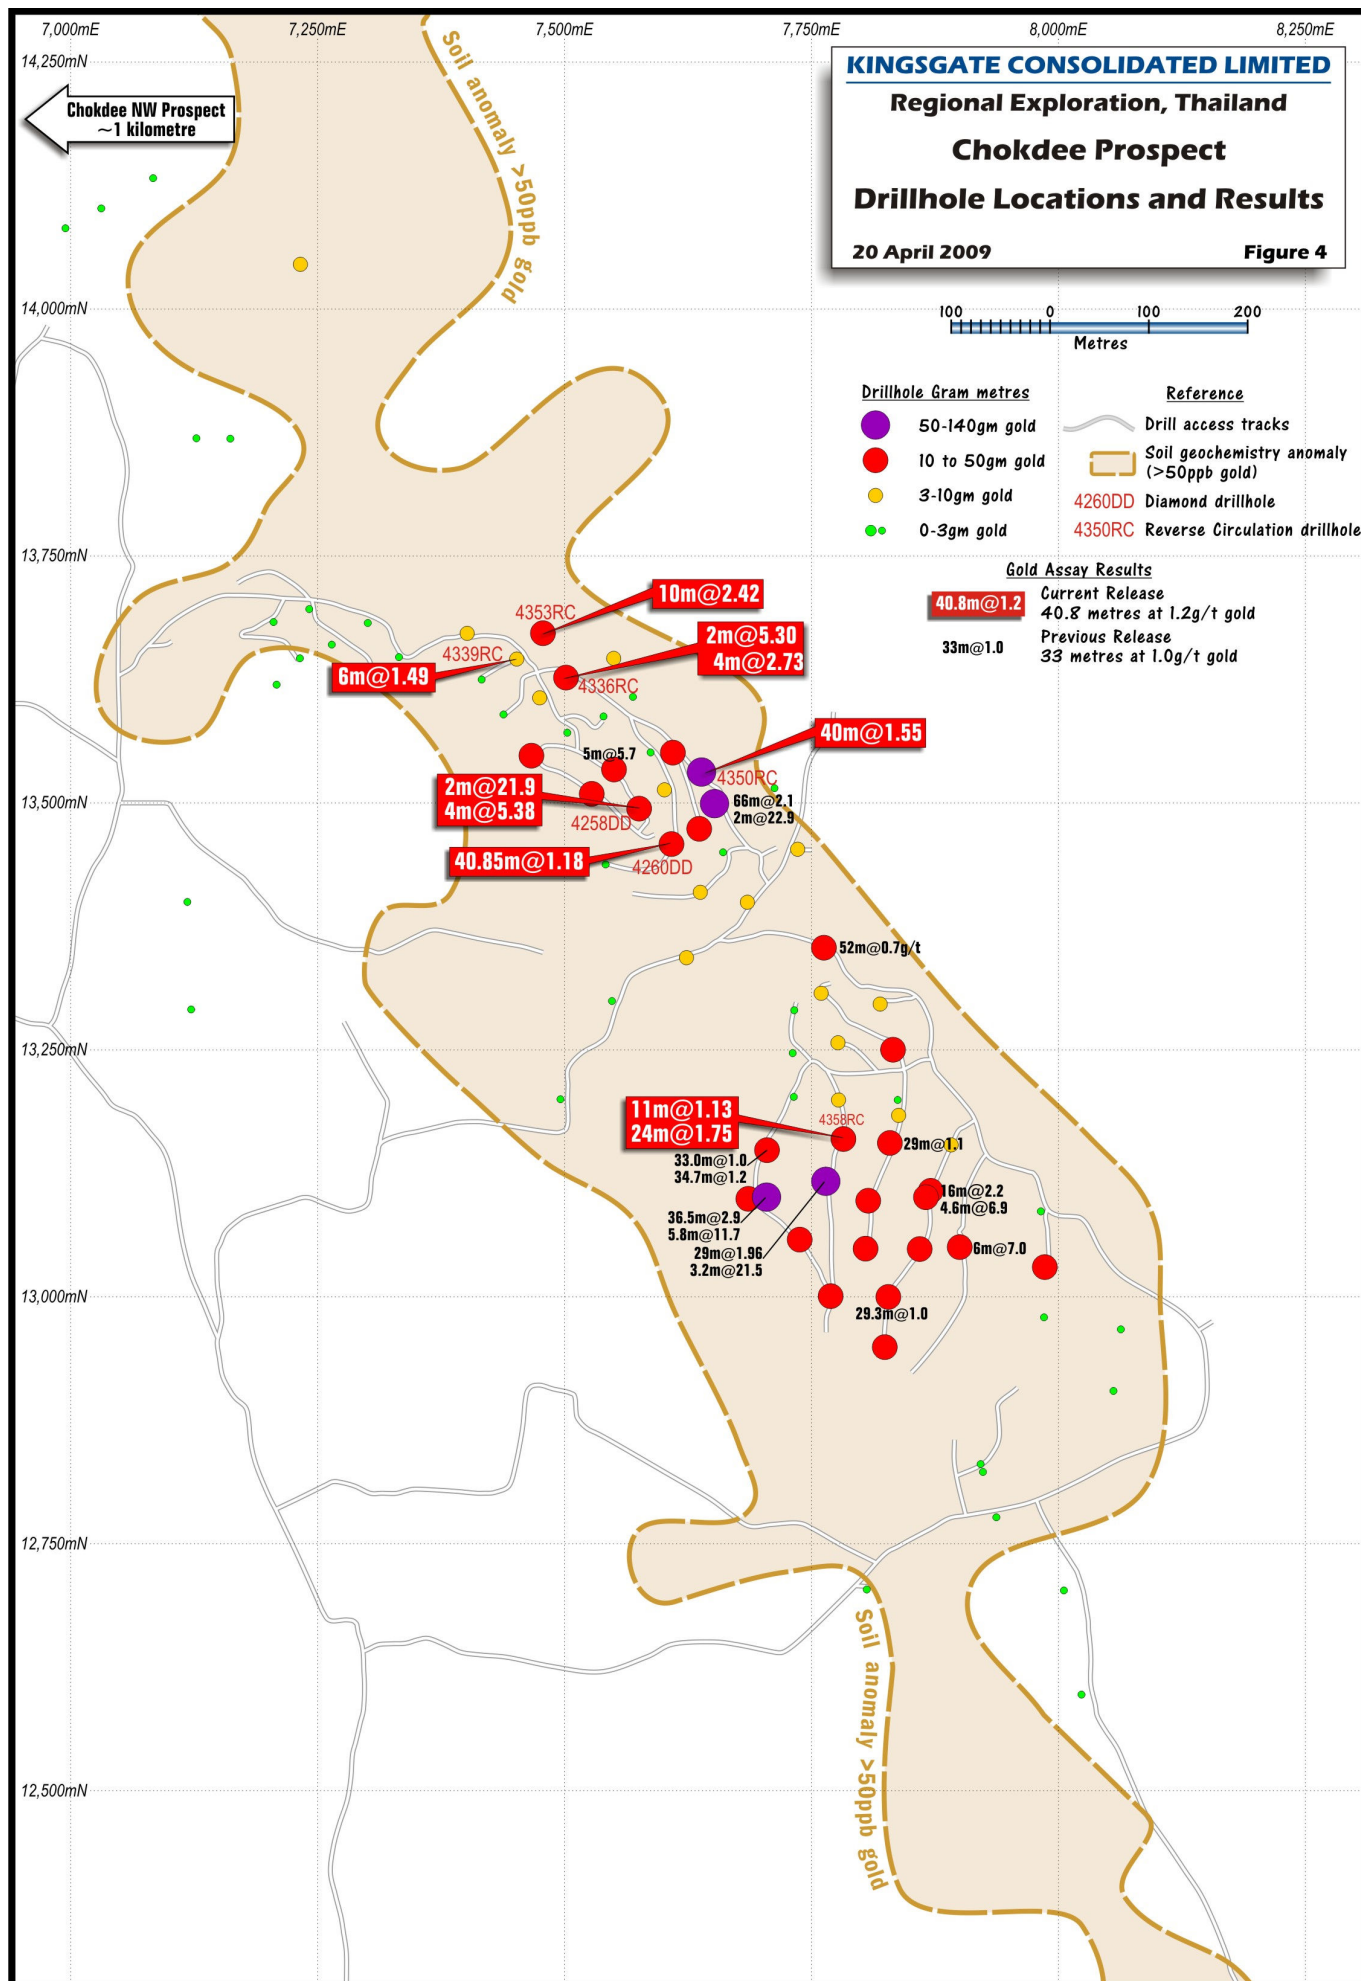 7,000mE
7,250mE
7,500mE
7,750mE
8,000mE
8,250mE
14,250mN
KINGSGATE CONSOLIDATED LIMITED
Regional Exploration, Thailand
Chokdee Prospect
Drillhole Locations and Results
20 April 2009
Figure 4
Chokdee NW Prospect
~1 kilometre
Soil anomaly >50ppb gold
14,000mN
100
0
100
200
Metres
Drillhole Gram metres
50-140gm gold
10 to 50gm gold
3-10gm gold
0-3gm gold
Reference
Drill access tracks
Soil geochemistry anomaly
(>50ppb gold)
4260DD Diamond drillhole
4350RC Reverse Circulation drillhole
Gold Assay Results
40.8m@1.2
Current Release
40.8 metres at 1.2g/t gold
33m@1.0
Previous Release
33 metres at 1.0g/t gold
13,750mN
10m@2.42
4353RC
2m@5.30
4m@2.73
4339RC
6m@1.49
4336RC
40m@1.55
5m@5.7
4350RC
2m@21.9
4m@5.38
66m@2.1
2m@22.9
13,500mN
4258DD
40.85m@1.18
4260DD
52m@0.7g/t
13,250mN
11m@1.13
24m@1.75
4358RC
29m@1.1
33.0m@1.0
34.7m@1.2
16m@2.2
4.6m@6.9
36.5m@2.9
5.8m@11.7
29m@1.96
3.2m@21.5
6m@7.0
13,000mN
29.3m@1.0
12,750mN
Soil anomaly >50ppb gold
12,500mN